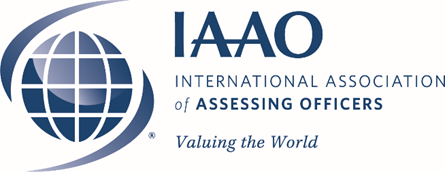 IAAO
INTERNATIONAL ASSOCIATION
of ASSESSING OFFICERS
®
Valuing the World